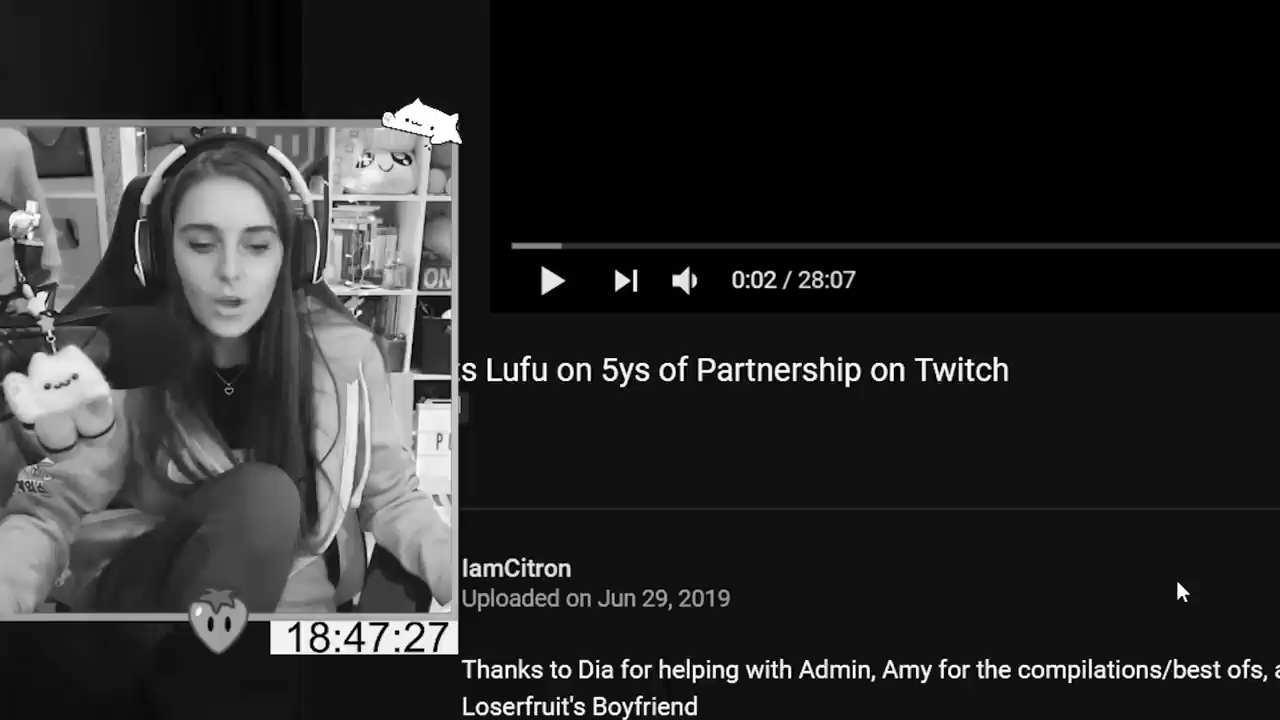 ON
0:02 / 28:07
s Lufu on 5ys of Partnership on Twitch
IamCitron
Uploaded on Jun 29, 2019
18:47:27
Thanks to Dia for helping with Admin, Amy for the compilations/best ofs,
Loserfruit's Boyfriend